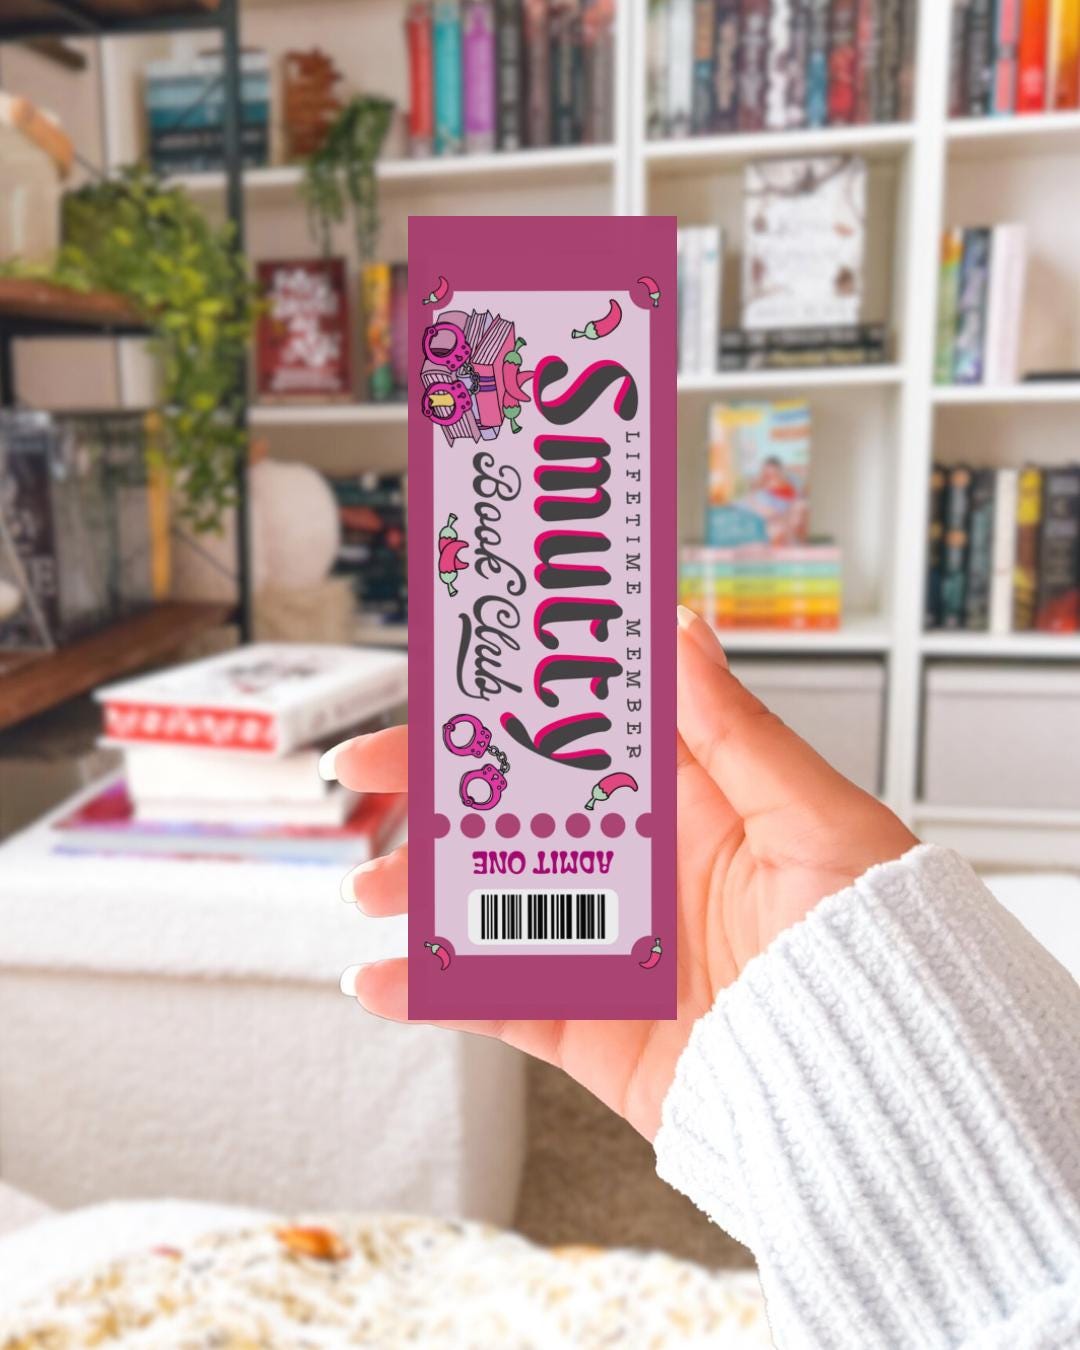 LIFETIME MEMBER
Smutty
Book Club
ADMIT ONE